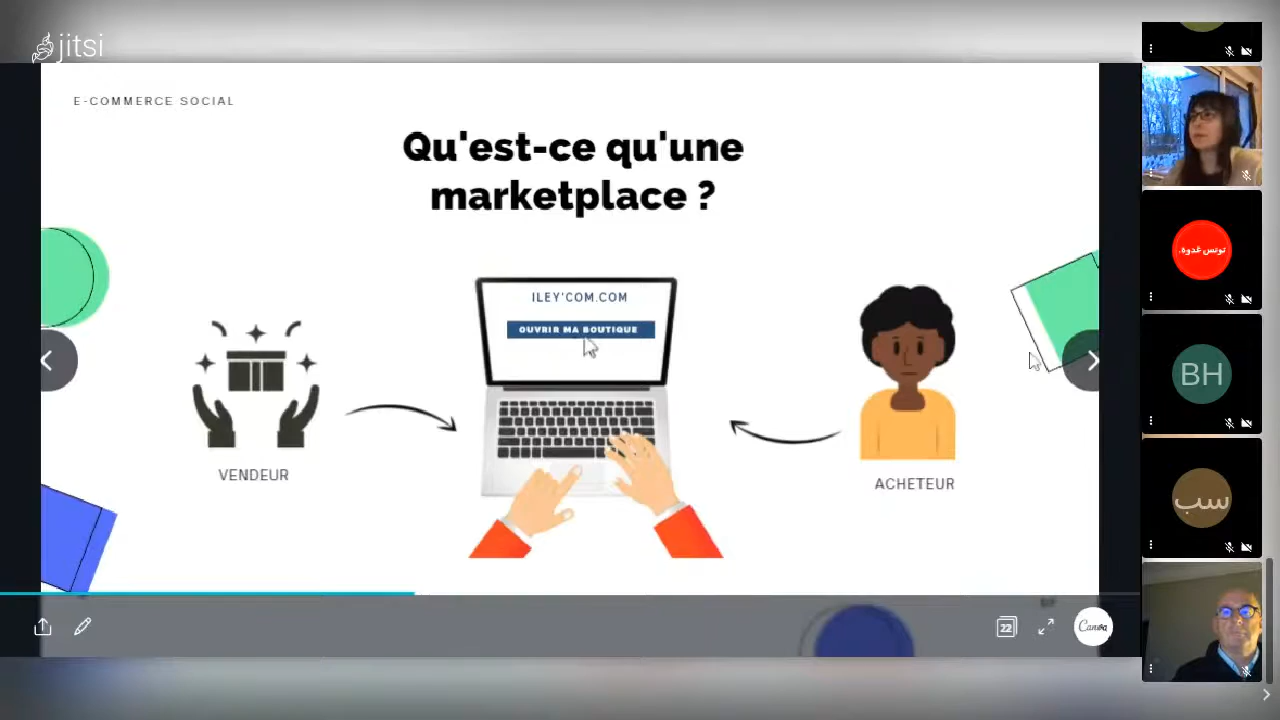 jitsi
E-COMMERCE SOCIAL
Qu'est-ce qu'une
marketplace ?
ILEY'COM.COM
OUVRIR MA BOUTIQUE
VENDEUR
ACHETEUR
22
Canva
تونس غدوة.
BH
سب